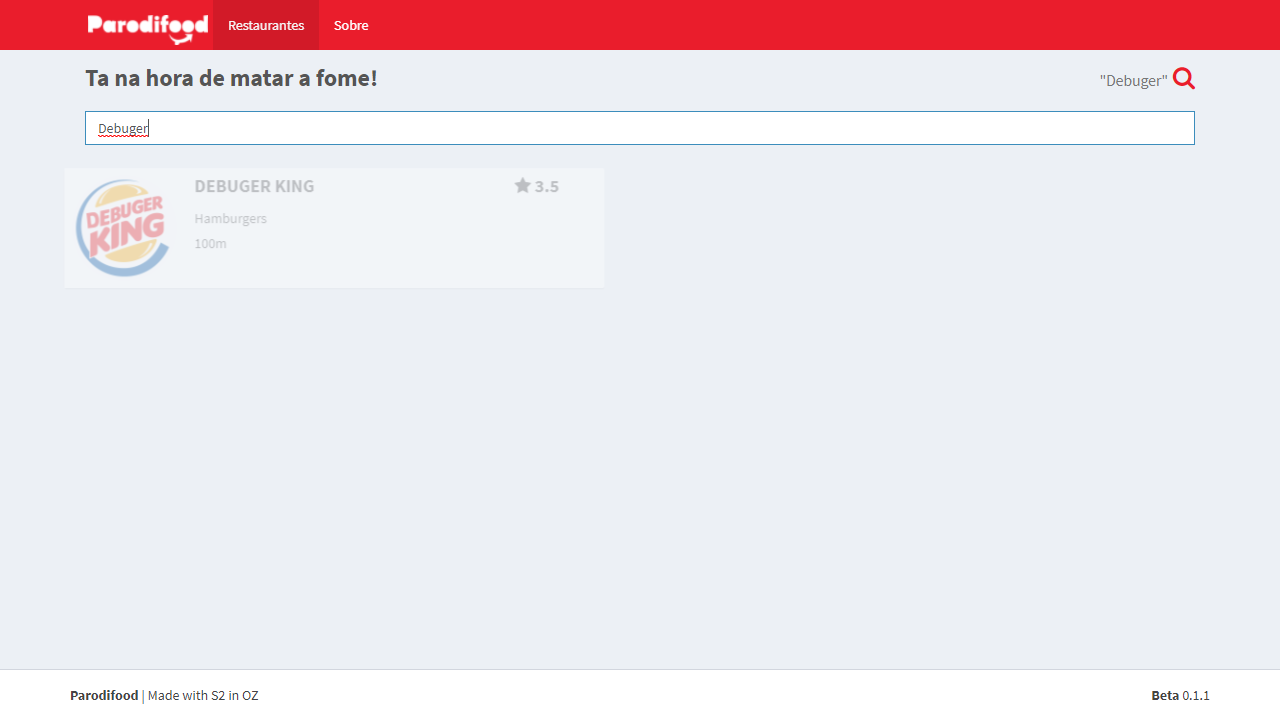 Parodifood Restaurantes Sobre
Ta na hora de matar a fome!
"Debuger"
Debuger
DEBUGER KING
DEBUGER KING 3.5
Hamburgers
100m
Parodifood | Made with S2 in OZ
Beta 0.1.1